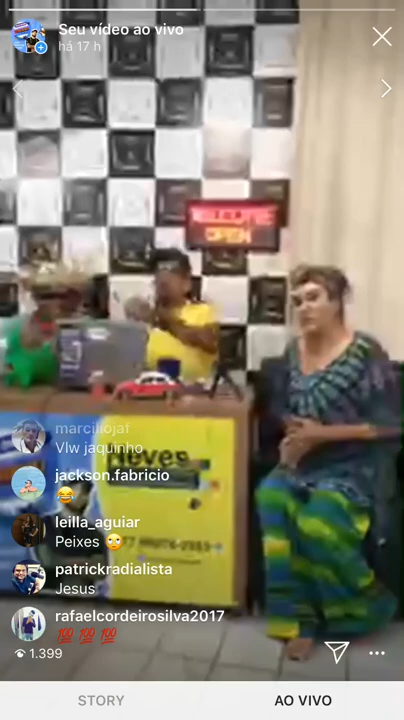 Seu vídeo ao vivo
há 17 h
WELCOME
OPEN
marciliojaf
Vlw jaquinho
jackson.fabricio
😂
leilla_aguiar
Peixes 🙄
patrickradialista
Jesus
rafaelcordeirosilva2017
💯 💯 💯
1.399
STORY
AO VIVO